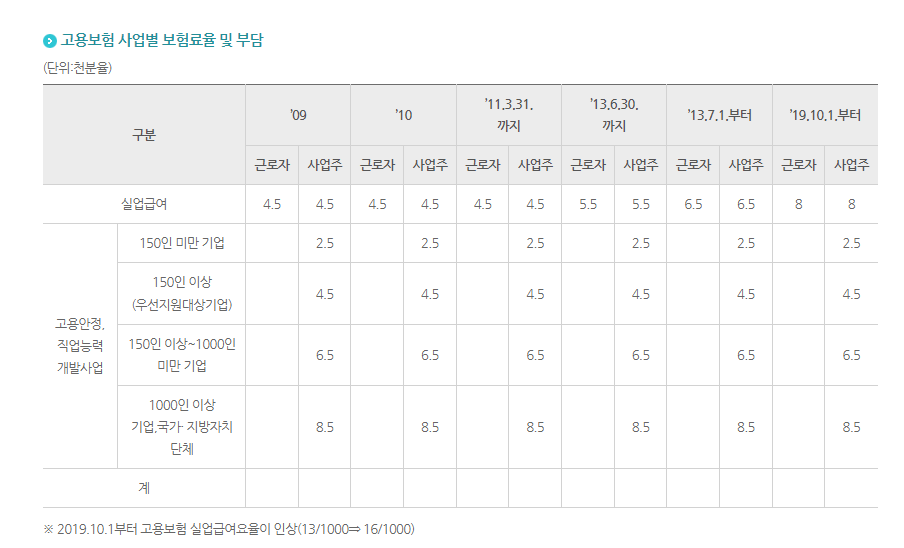 고용보험 사업별 보험료율 및 부담
(단위:천분율)
구분 '09 '10 '11.3.31. 까지 '13.6.30. 까지 '13.7.1.부터 '19.10.1.부터
근로자 사업주 근로자 사업주 근로자 사업주 근로자 사업주 근로자 사업주 근로자 사업주
실업급여 4.5 4.5 4.5 4.5 4.5 4.5 5.5 5.5 6.5 6.5 8 8
고용안정,
직업능력
개발사업
150인 미만 기업 2.5 2.5 2.5 2.5 2.5 2.5
150인 이상
(우선지원대상기업) 4.5 4.5 4.5 4.5 4.5 4.5
150인 이상~1000인
미만 기업 6.5 6.5 6.5 6.5 6.5 6.5
1000인 이상
기업,국가· 지방자치
단체 8.5 8.5 8.5 8.5 8.5 8.5
계
※ 2019.10.1부터 고용보험 실업급여요율이 인상(13/1000⇒ 16/1000)